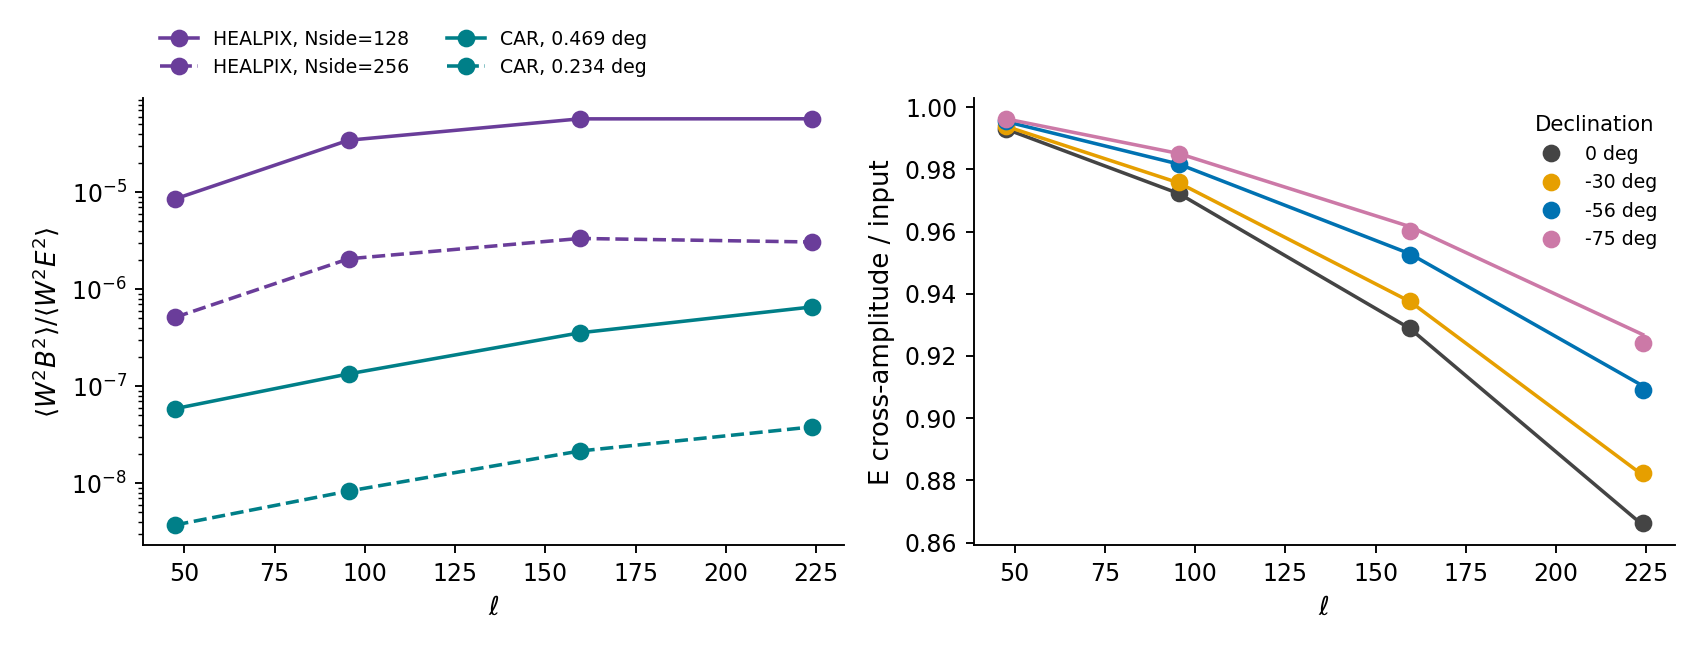 HEALPIX, Nside=128
HEALPIX, Nside=256
CAR, 0.469 deg
CAR, 0.234 deg
⟨W²B²⟩/⟨W²E²⟩
10⁻⁵
10⁻⁶
10⁻⁷
10⁻⁸
50 75 100 125 150 175 200 225
ℓ
E cross-amplitude / input
1.00
0.98
0.96
0.94
0.92
0.90
0.88
0.86
Declination
0 deg
-30 deg
-56 deg
-75 deg
50 75 100 125 150 175 200 225
ℓ